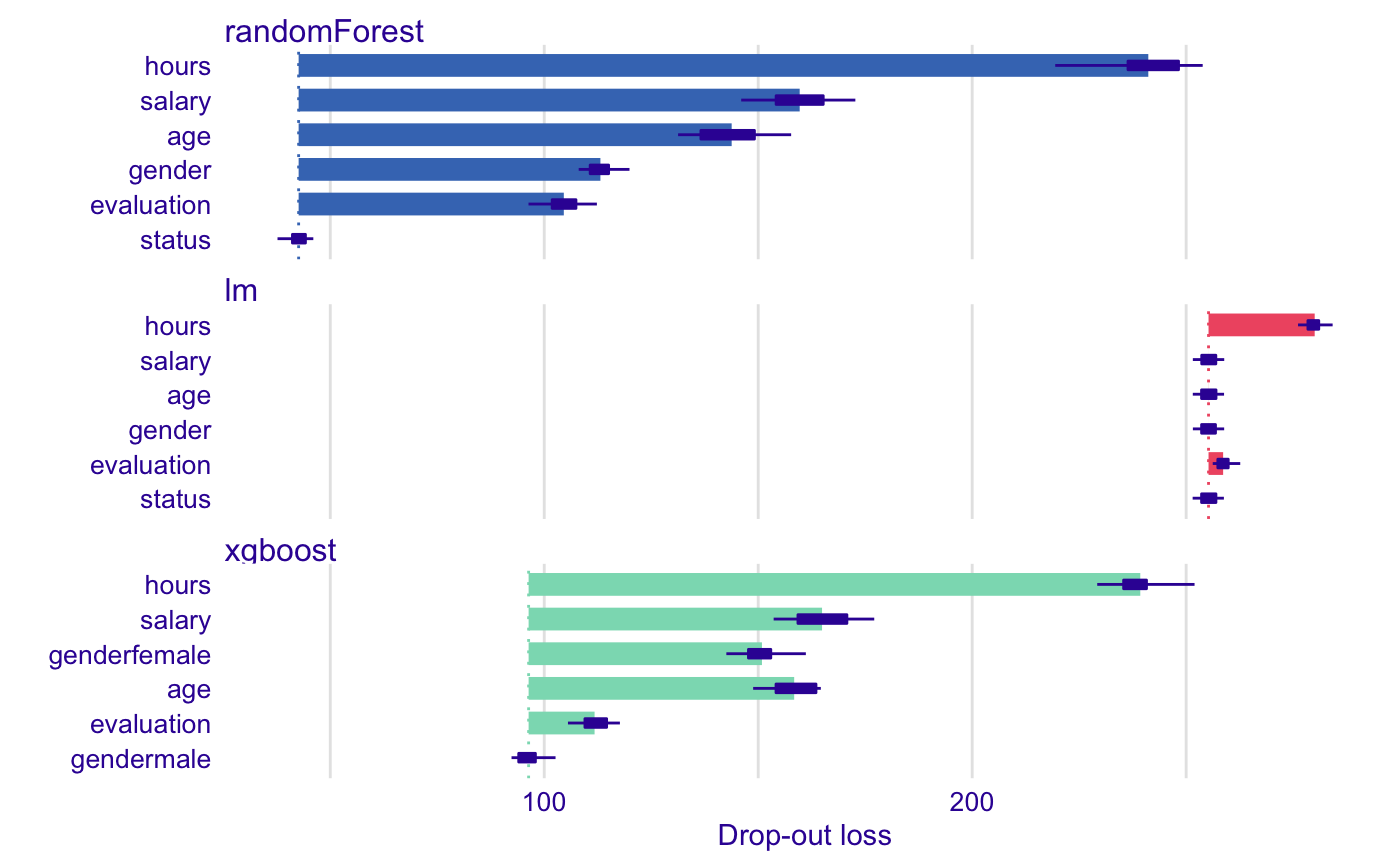 randomForest
hours
salary
age
gender
evaluation
status
lm
hours
salary
age
gender
evaluation
status
xgboost
hours
salary
genderfemale
age
evaluation
gendermale
100 200
Drop-out loss